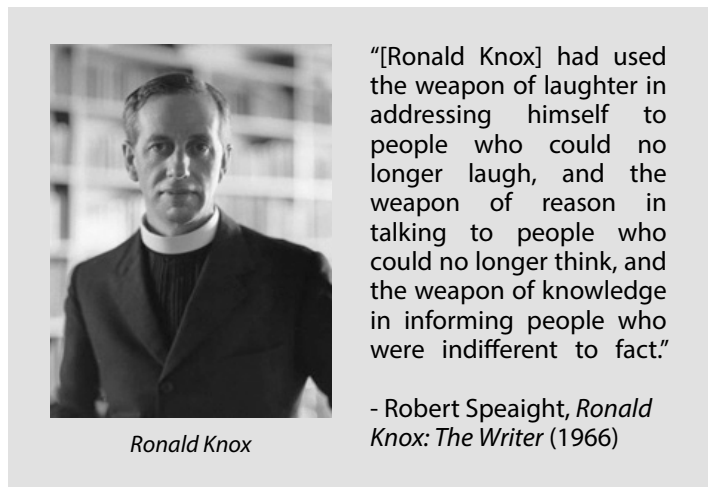 “[Ronald Knox] had used
the weapon of laughter in
addressing himself to
people who could no
longer laugh, and the
weapon of reason in
talking to people who
could no longer think, and
the weapon of knowledge
in informing people who
were indifferent to fact.”
- Robert Speaight, Ronald
Knox: The Writer (1966)
Ronald Knox